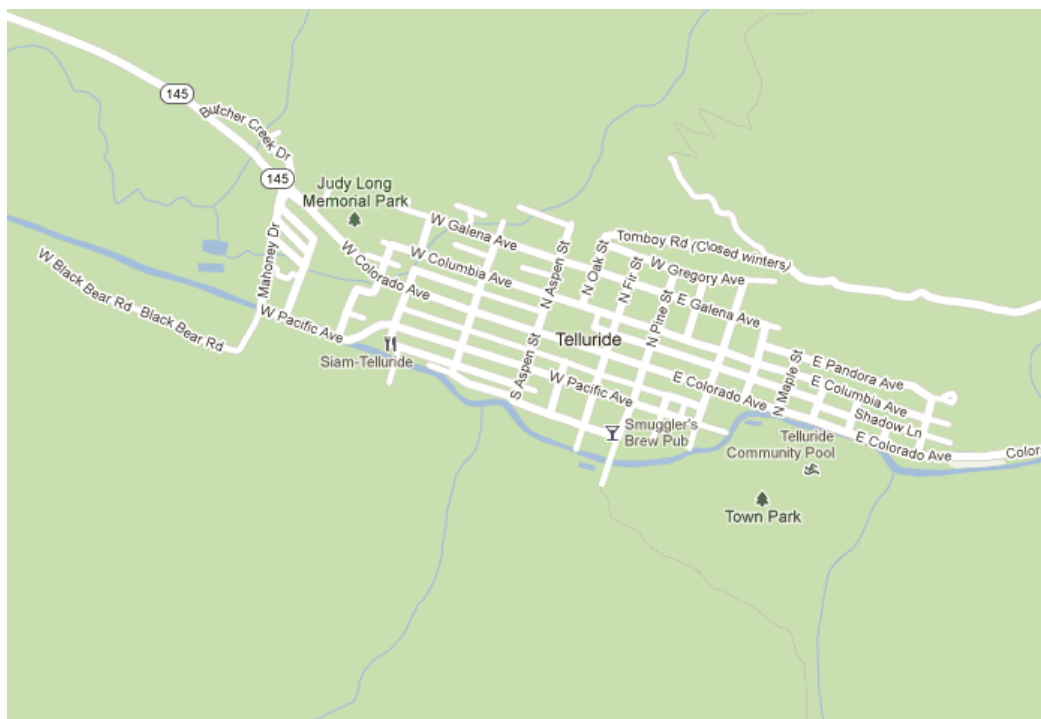 145
Butcher Creek Dr
145
Judy Long
Memorial Park
W Galena Ave
Tomboy Rd (Closed winters)
N Oak St
N Aspen St
N Fir St
W Gregory Ave
W Columbia Ave
W Colorado Ave
Mahoney Dr
W Black Bear Rd
Black Bear Rd
W Pacific Ave
E Galena Ave
N Pine St
Telluride
Siam-Telluride
S Aspen St
W Pacific Ave
E Colorado Ave
N Maple St
E Pandora Ave
E Columbia Ave
Shadow Ln
E Colorado Ave
Color
Smuggler's
Brew Pub
Telluride
Community Pool
Town Park